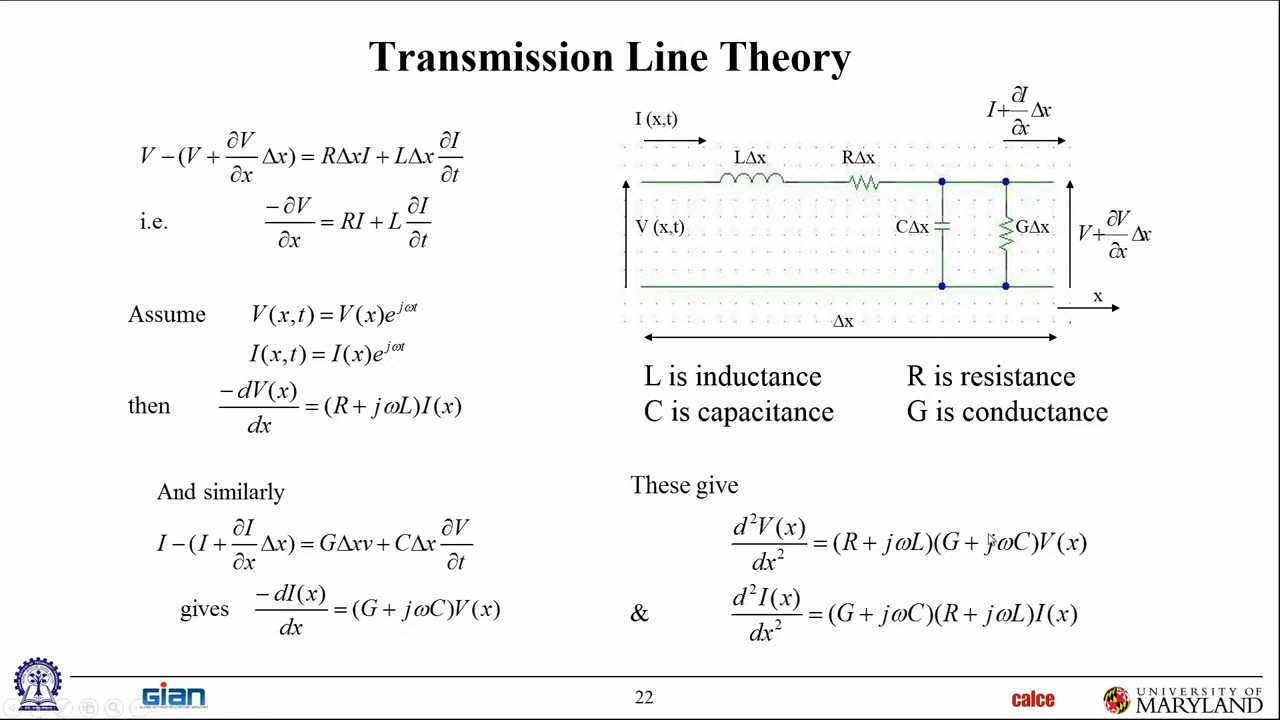 Transmission Line Theory
V − (V + ∂V/∂x Δx) = RΔxI + LΔx ∂I/∂t
i.e. −∂V/∂x = RI + L ∂I/∂t
Assume V(x,t) = V(x)e^{jωt}
I(x,t) = I(x)e^{jωt}
then −dV(x)/dx = (R + jωL)I(x)
And similarly
I − (I + ∂I/∂x Δx) = GΔxv + CΔx ∂V/∂t
gives −dI(x)/dx = (G + jωC)V(x)
I (x,t)
I + ∂I/∂x Δx
LΔx
RΔx
V (x,t)
CΔx
GΔx
V + ∂V/∂x Δx
x
Δx
L is inductance R is resistance
C is capacitance G is conductance
These give
d²V(x)/dx² = (R + jωL)(G + jωC)V(x)
& d²I(x)/dx² = (G + jωC)(R + jωL)I(x)
GIAN
22
calce
UNIVERSITY OF
MARYLAND